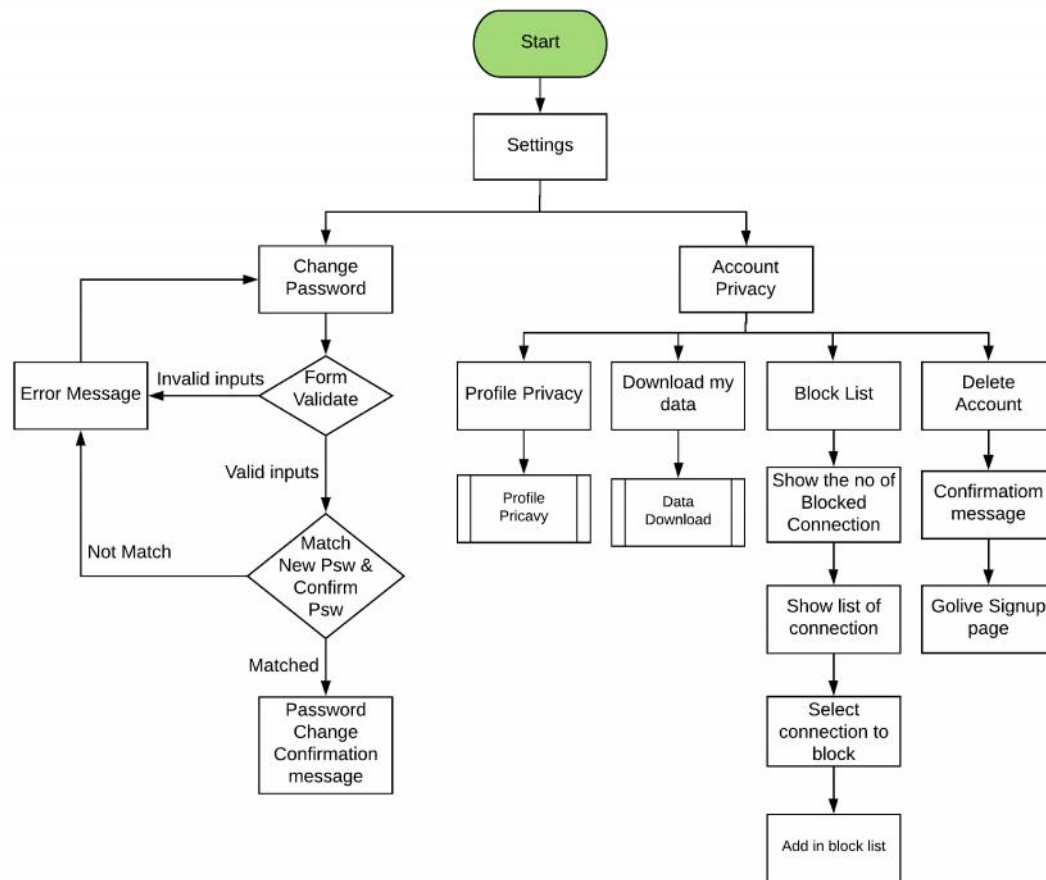 Start
Settings
Change
Password
Account
Privacy
Error Message
Invalid inputs
Form
Validate
Profile Privacy
Download my
data
Block List
Delete
Account
Valid inputs
Profile
Pricavy
Data
Download
Show the no of
Blocked
Connection
Confirmatiom
message
Not Match
Match
New Psw &
Confirm
Psw
Show list of
connection
Golive Signup
page
Matched
Password
Change
Confirmation
message
Select
connection to
block
Add in block list